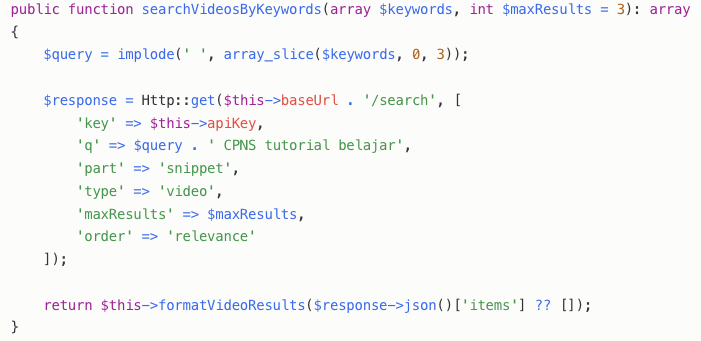 public function searchVideosByKeywords(array $keywords, int $maxResults = 3): array
{
    $query = implode(' ', array_slice($keywords, 0, 3));

    $response = Http::get($this->baseUrl . '/search', [
        'key' => $this->apiKey,
        'q' => $query . ' CPNS tutorial belajar',
        'part' => 'snippet',
        'type' => 'video',
        'maxResults' => $maxResults,
        'order' => 'relevance'
    ]);

    return $this->formatVideoResults($response->json()['items'] ?? []);
}